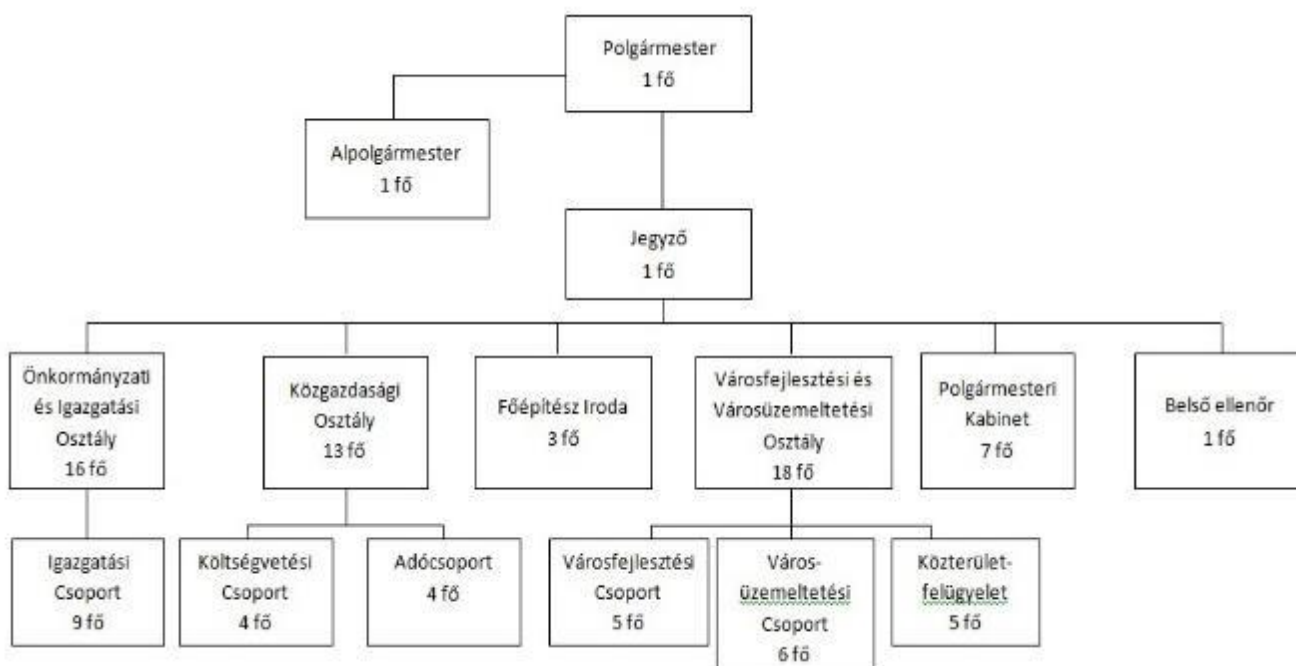 Polgármester
1 fő
Alpolgármester
1 fő
Jegyző
1 fő
Önkormányzati
és Igazgatási
Osztály
16 fő
Közgazdasági
Osztály
13 fő
Főépítész Iroda
3 fő
Városfejlesztési és
Városüzemeltetési
Osztály
18 fő
Polgármesteri
Kabinet
7 fő
Belső ellenőr
1 fő
Igazgatási
Csoport
9 fő
Költségvetési
Csoport
4 fő
Adócsoport
4 fő
Városfejlesztési
Csoport
5 fő
Város-
üzemeltetési
Csoport
6 fő
Közterület-
felügyelet
5 fő